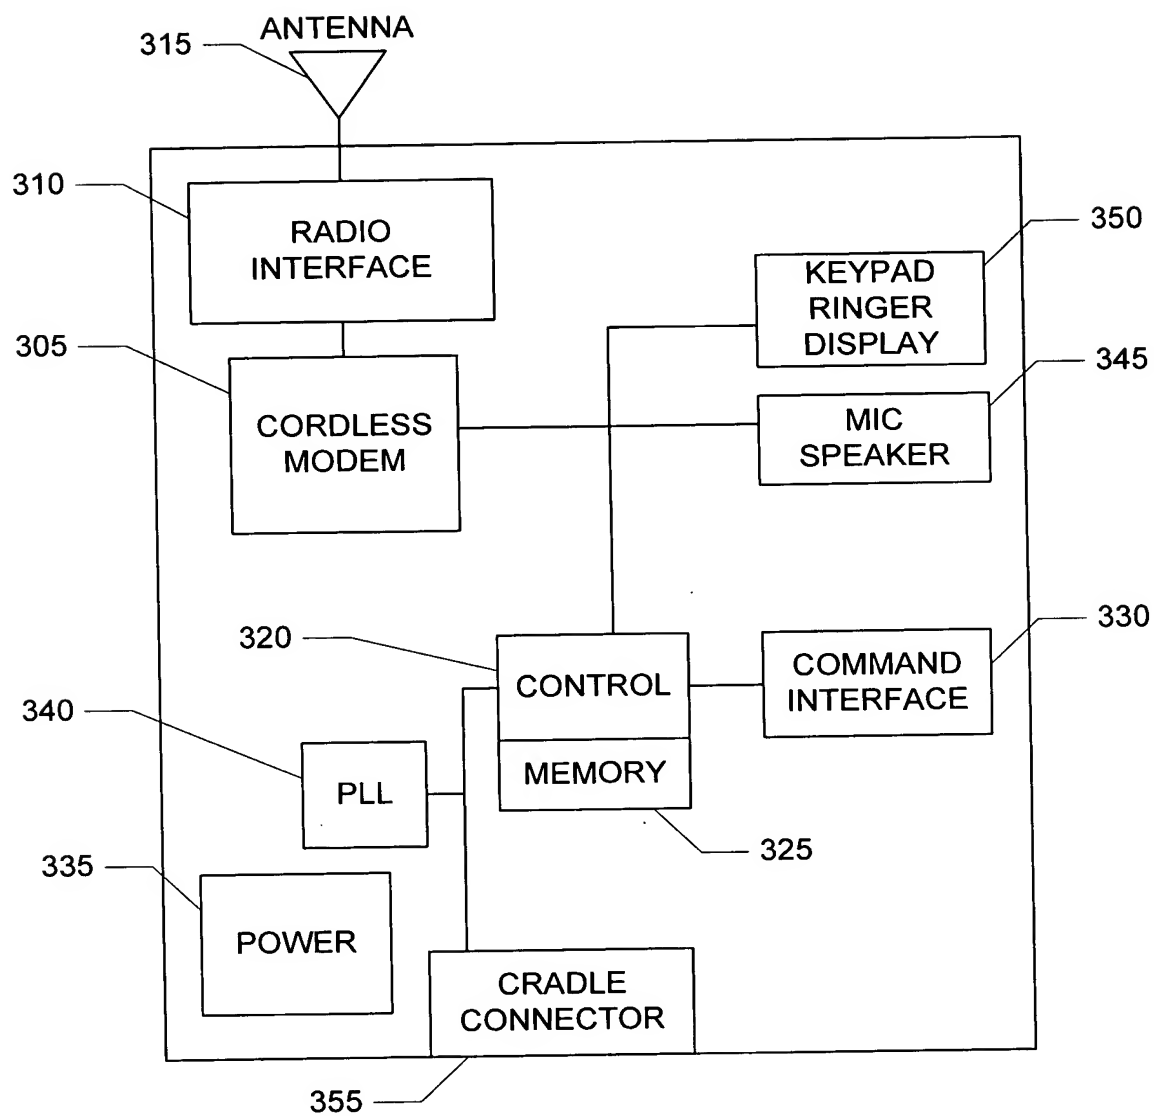 ANTENNA
315
310
RADIO
INTERFACE
350
KEYPAD
RINGER
DISPLAY
305
345
CORDLESS
MODEM
MIC
SPEAKER
320
330
CONTROL
COMMAND
INTERFACE
340
PLL
MEMORY
325
335
POWER
CRADLE
CONNECTOR
355